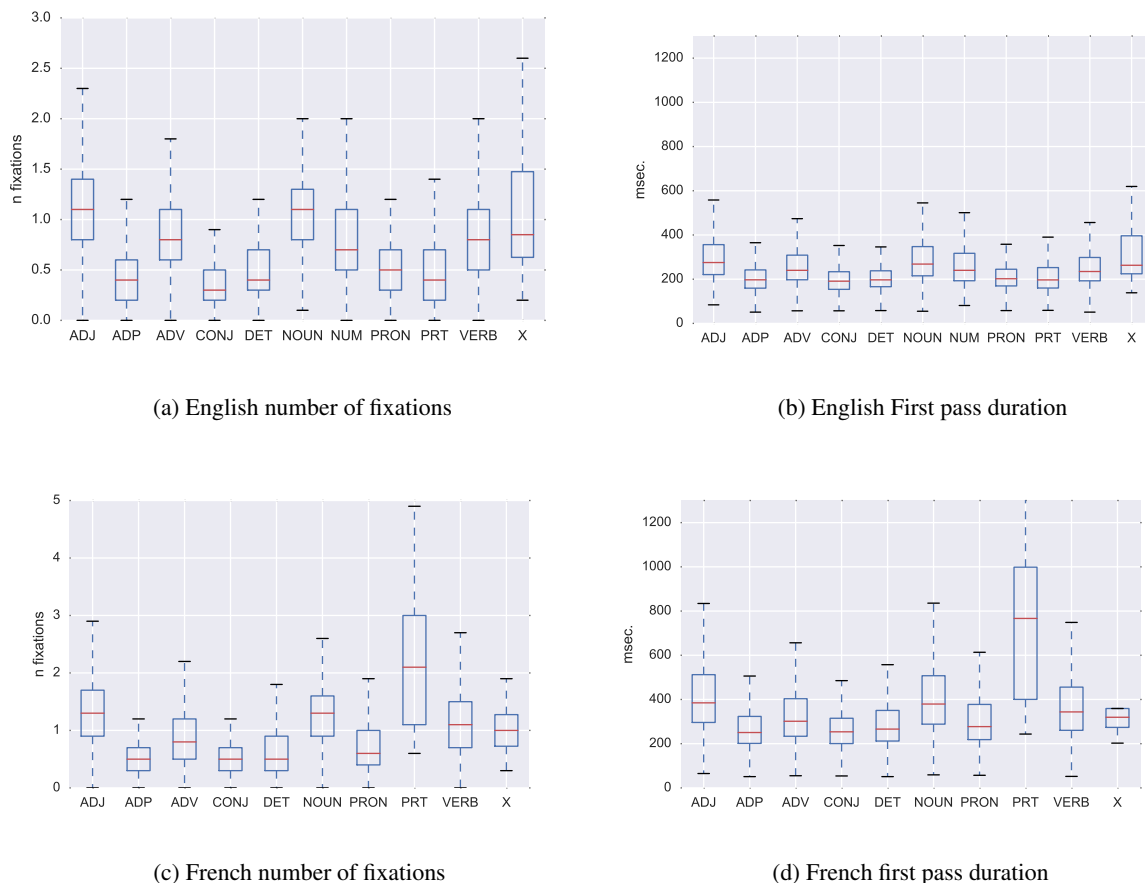 3.0
2.5
2.0
1.5
1.0
0.5
0.0
n fixations
ADJ ADP ADV CONJ DET NOUN NUM PRON PRT VERB X
(a) English number of fixations
1200
1000
800
600
400
200
0
msec.
ADJ ADP ADV CONJ DET NOUN NUM PRON PRT VERB X
(b) English First pass duration
5
4
3
2
1
0
n fixations
ADJ ADP ADV CONJ DET NOUN PRON PRT VERB X
(c) French number of fixations
1200
1000
800
600
400
200
0
msec.
ADJ ADP ADV CONJ DET NOUN PRON PRT VERB X
(d) French first pass duration